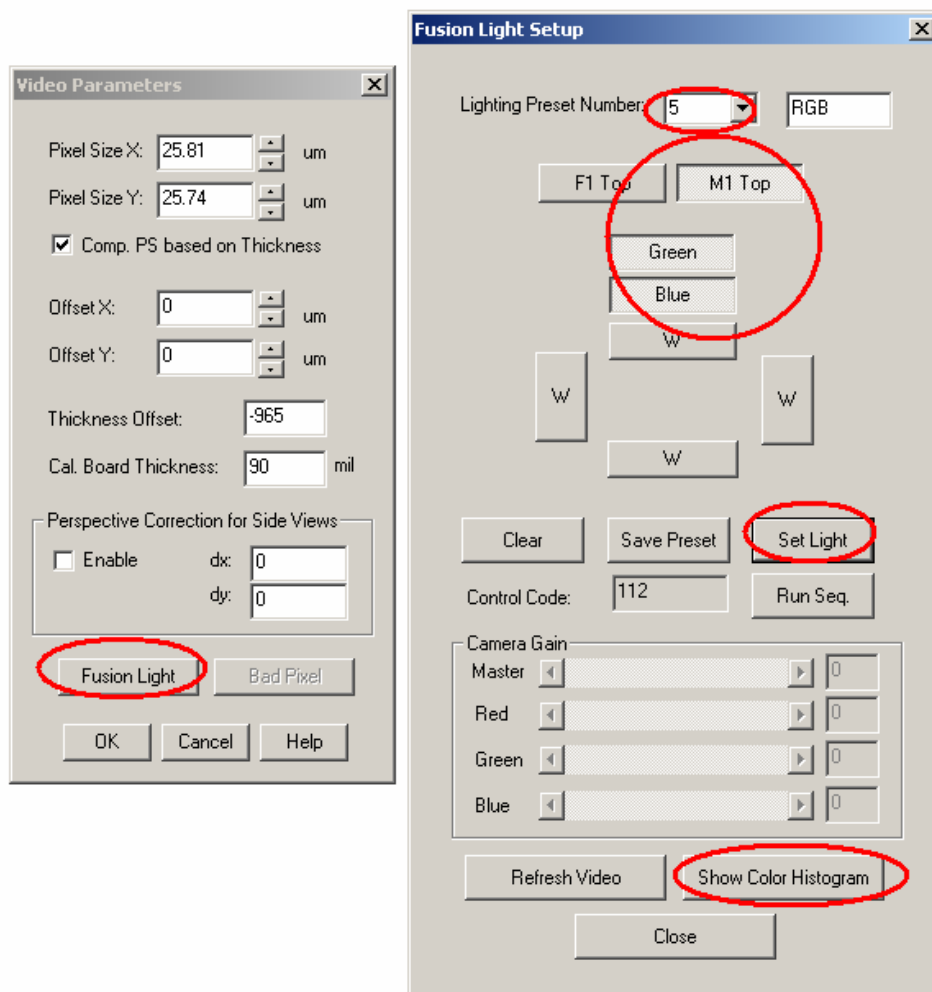 Video Parameters
Pixel Size X: 25.81 um
Pixel Size Y: 25.74 um
Comp. PS based on Thickness
Offset X: 0 um
Offset Y: 0 um
Thickness Offset: -965
Cal. Board Thickness: 90 mil
Perspective Correction for Side Views
Enable dx: 0
dy: 0
Fusion Light Bad Pixel
OK Cancel Help
Fusion Light Setup
Lighting Preset Number: 5 RGB
F1 Top M1 Top
Green
Blue
W
W W
W
Clear Save Preset Set Light
Control Code: 112 Run Seq.
Camera Gain
Master 0
Red 0
Green 0
Blue 0
Refresh Video Show Color Histogram
Close